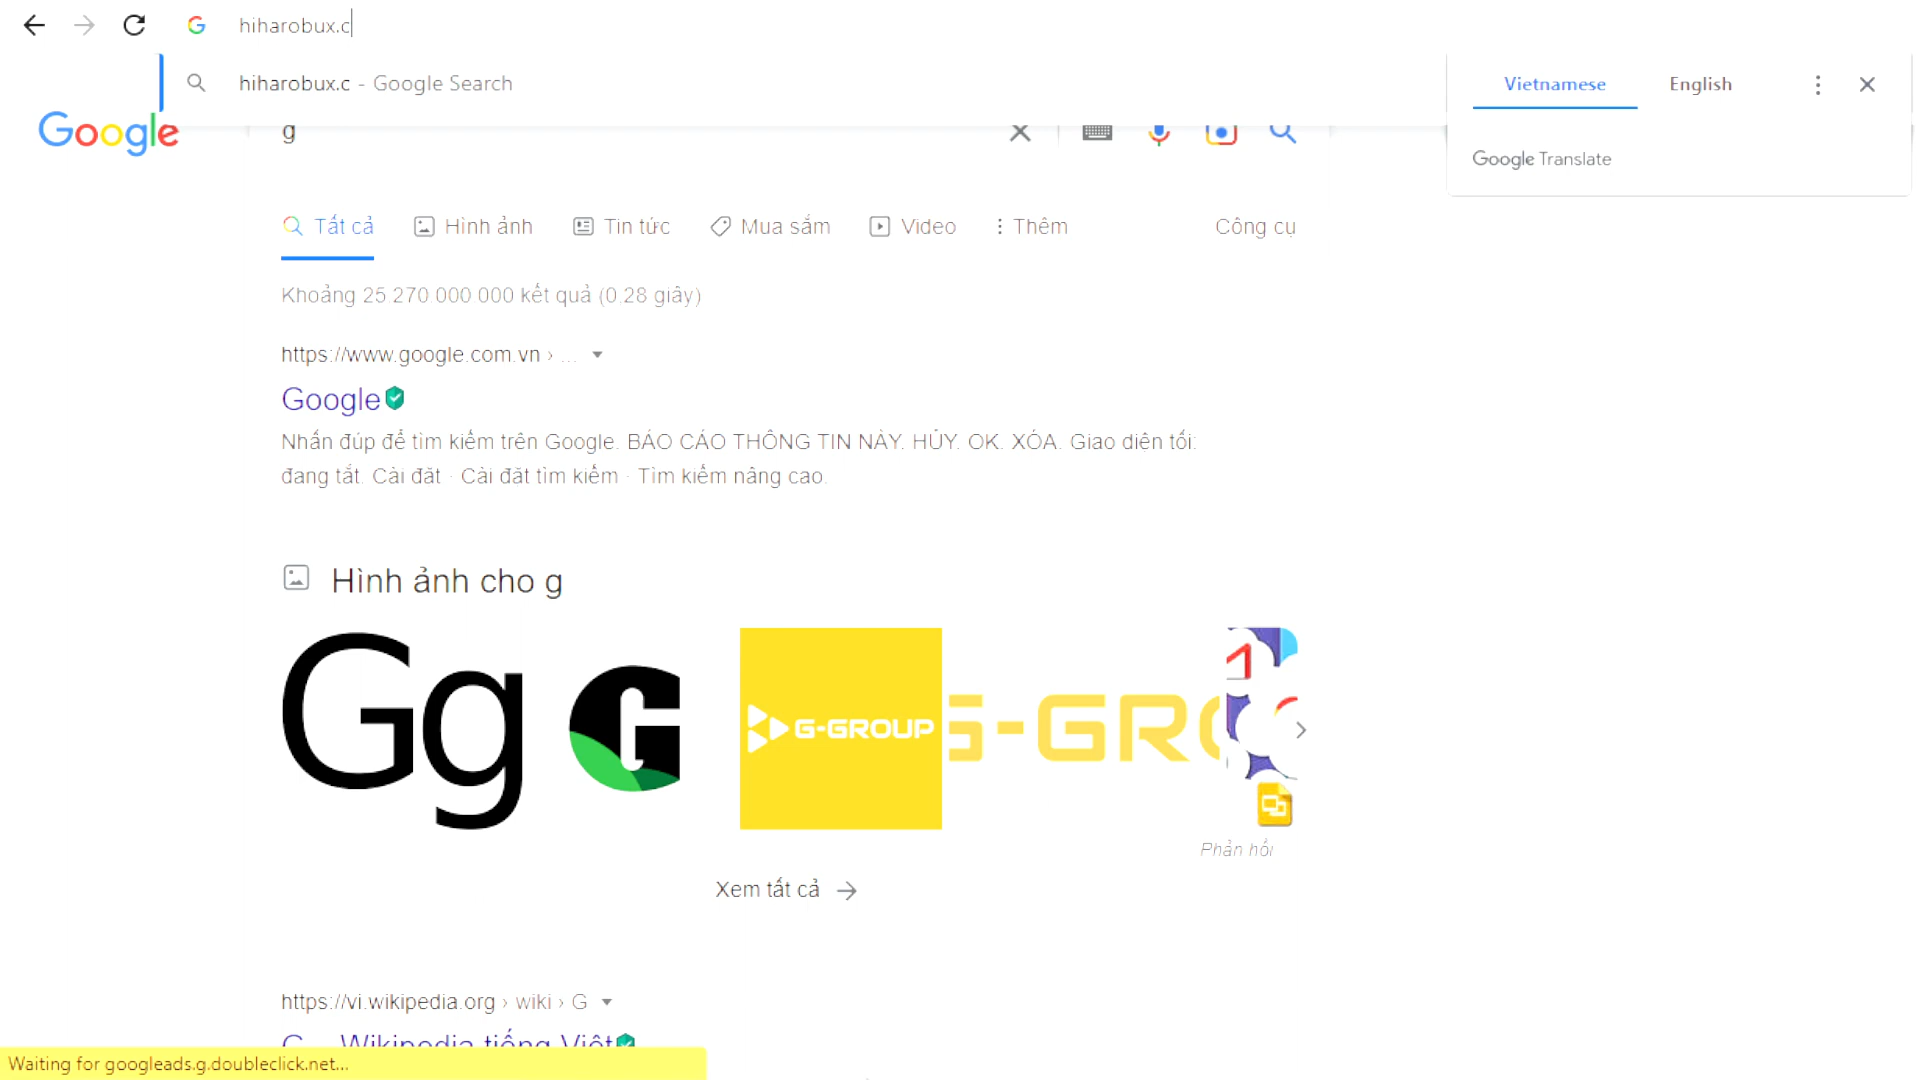 hiharobux.c
hiharobux.c - Google Search
Vietnamese
English
Google
g
Google Translate
Tất cả
Hình ảnh
Tin tức
Mua sắm
Video
Thêm
Công cụ
Khoảng 25.270.000.000 kết quả (0,28 giây)
https://www.google.com.vn › ...
Google
Nhấn đúp để tìm kiếm trên Google. BÁO CÁO THÔNG TIN NÀY. HỦY. OK. XÓA. Giao diện tối:
đang tắt. Cài đặt · Cài đặt tìm kiếm · Tìm kiếm nâng cao.
Hình ảnh cho g
Gg
G
G-GROUP
G-GRO
Phản hồi
Xem tất cả
https://vi.wikipedia.org › wiki › G
G – Wikipedia tiếng Việt
Waiting for googleads.g.doubleclick.net...